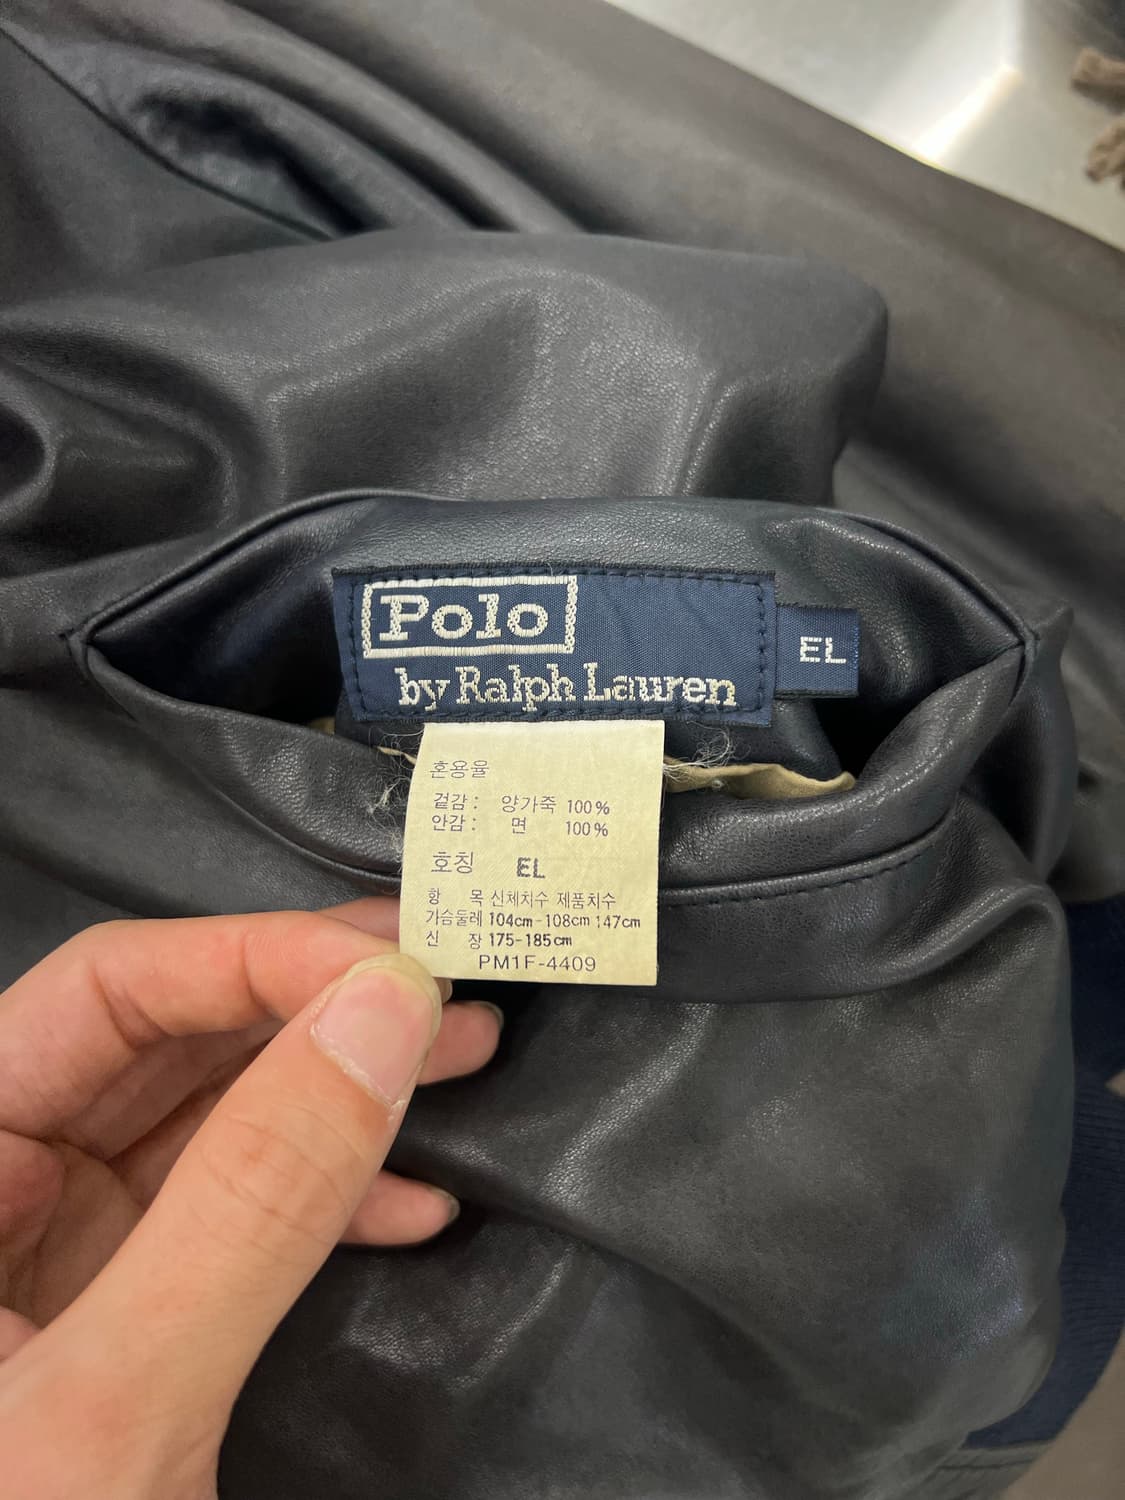 Polo
by Ralph Lauren
EL
혼용율
겉감 : 양가죽 100%
안감 : 면 100%
호칭 EL
항 목 신체치수 제품치수
가슴둘레 104cm-108cm 147cm
신 장 175-185cm
PM1F-4409